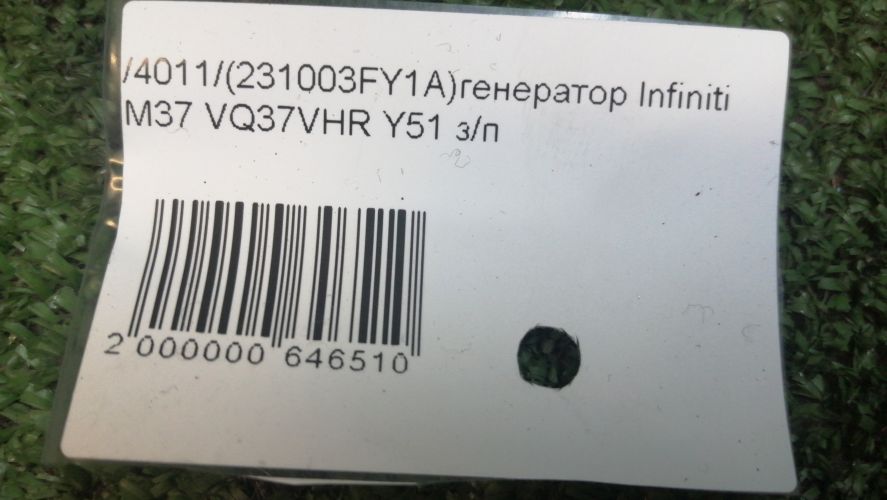 /4011/(231003FY1A)генератор Infiniti
M37 VQ37VHR Y51 з/п
2 000000 646510